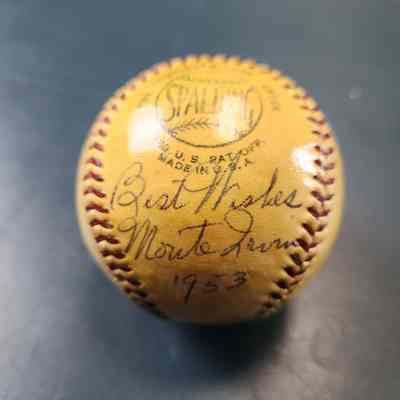 SPALDING
U.S. PAT. OFF.
MADE IN U.S.A.
Best Wishes
Monte Irvin
1953